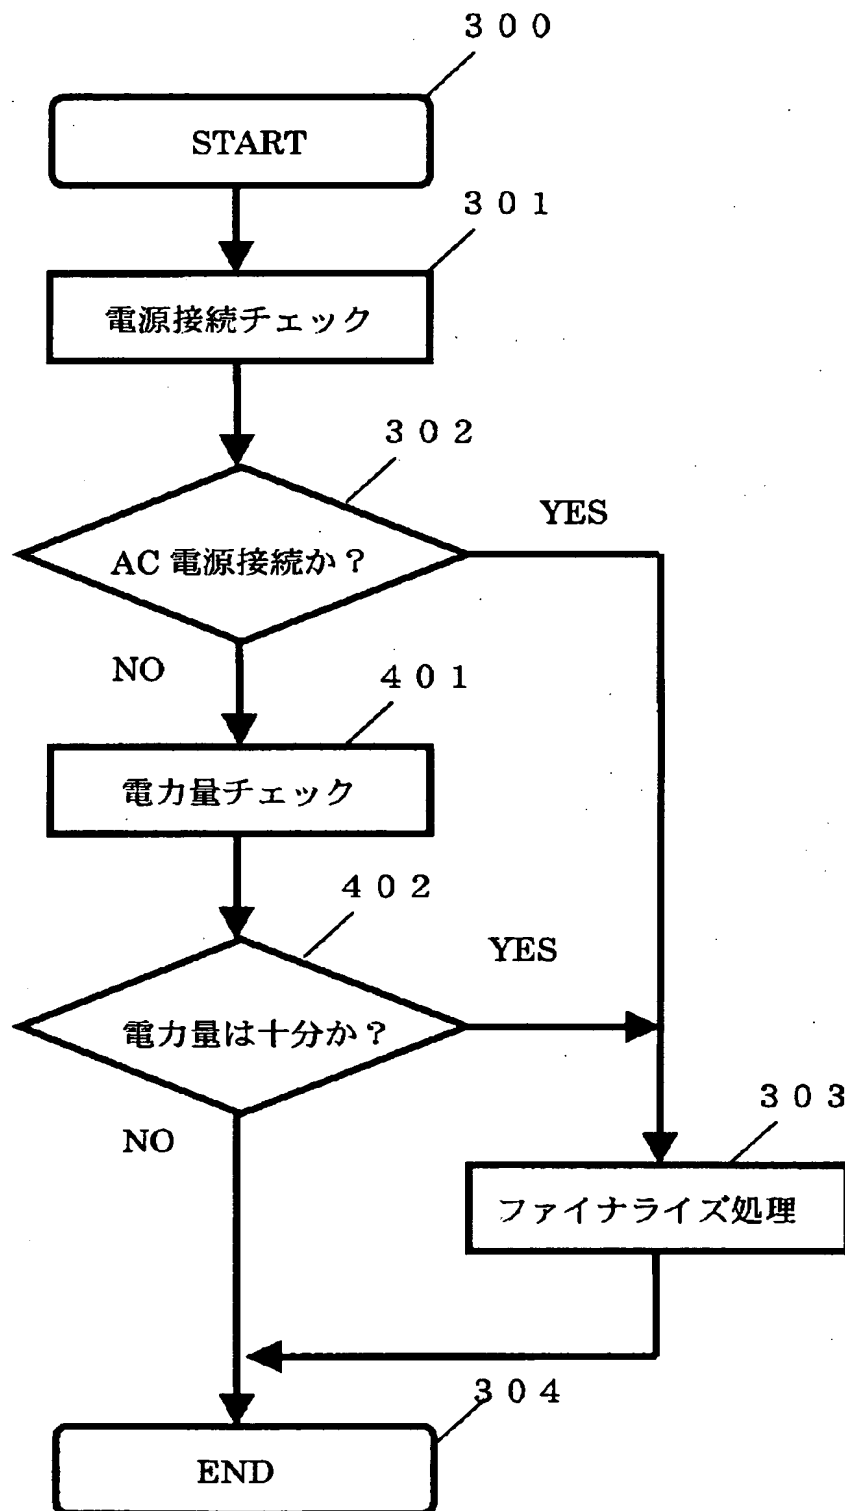 ３００
START
３０１
電源接続チェック
３０２
YES
AC 電源接続か？
NO
４０１
電力量チェック
４０２
YES
電力量は十分か？
NO
３０３
ファイナライズ処理
３０４
END